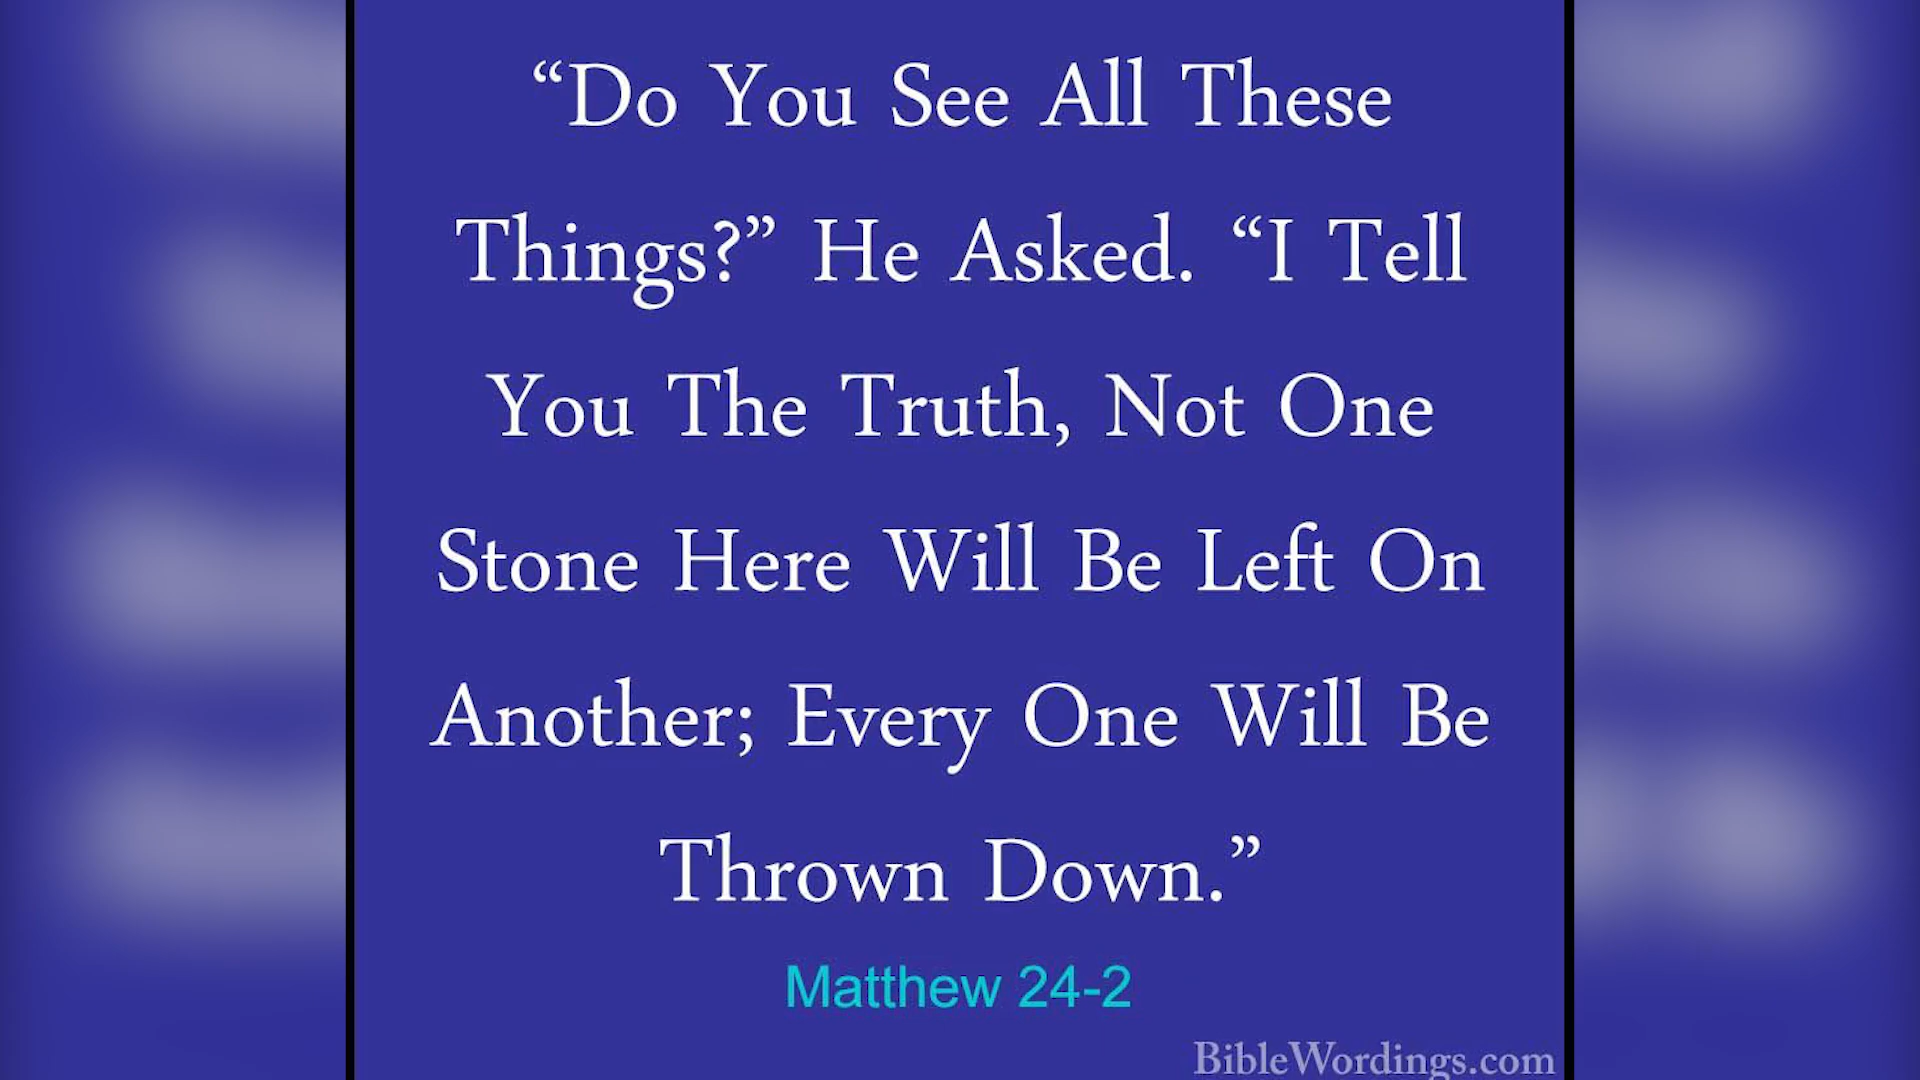 “Do You See All These
Things?” He Asked. “I Tell
You The Truth, Not One
Stone Here Will Be Left On
Another; Every One Will Be
Thrown Down.”
Matthew 24-2
BibleWordings.com